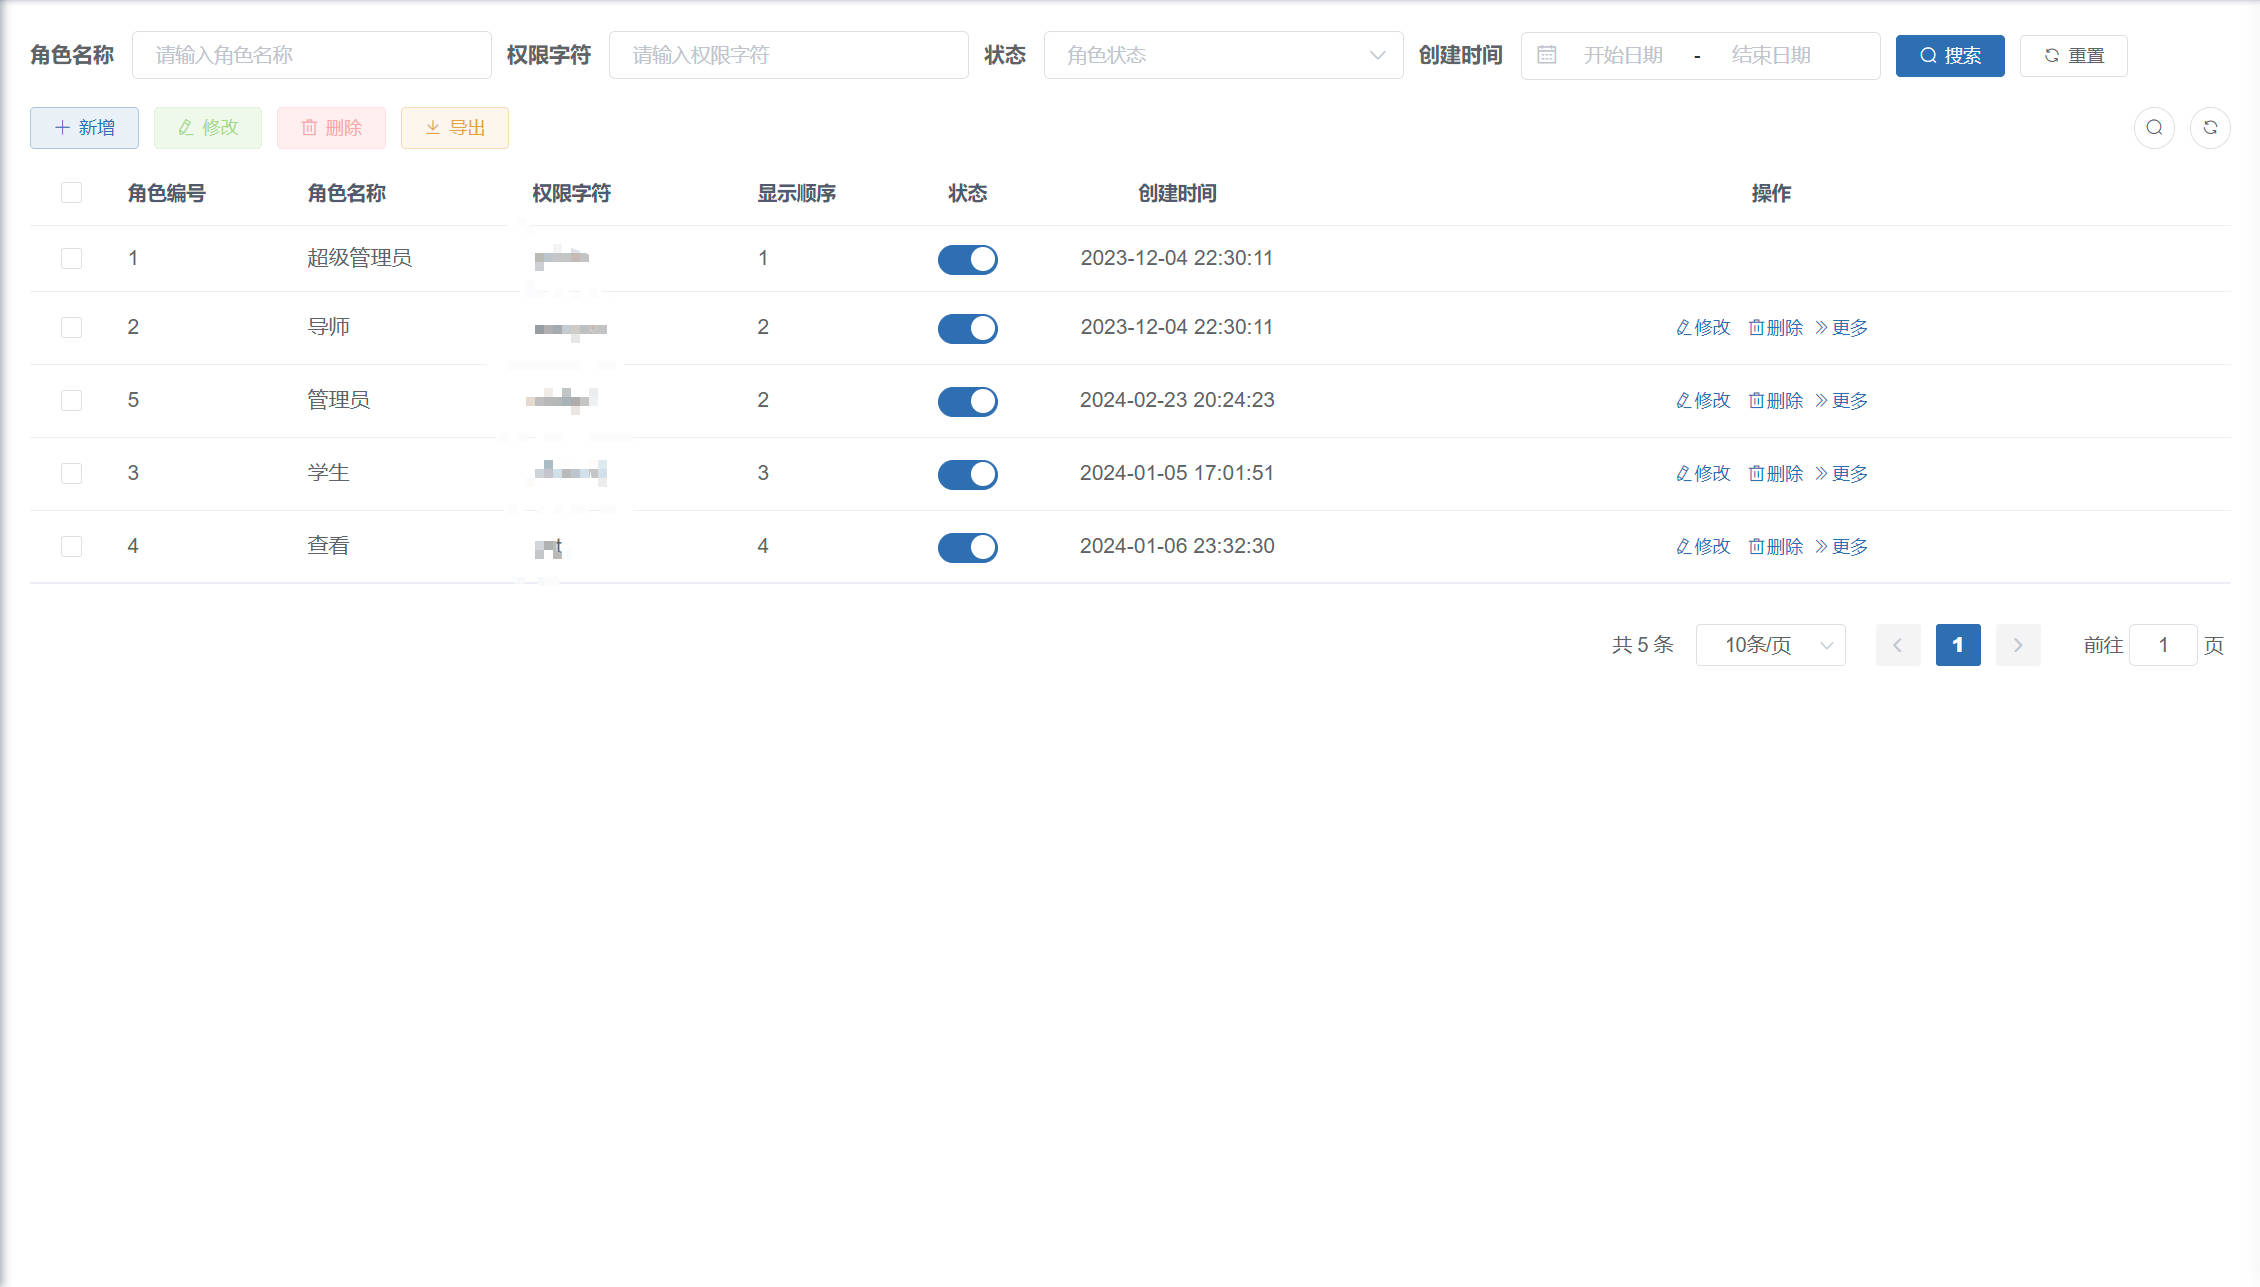 角色名称 请输入角色名称 权限字符 请输入权限字符 状态 角色状态 创建时间 开始日期 - 结束日期 搜索 重置
新增 修改 删除 导出
角色编号 角色名称 权限字符 显示顺序 状态 创建时间 操作
1 超级管理员 1 2023-12-04 22:30:11
2 导师 2 2023-12-04 22:30:11 修改 删除 更多
5 管理员 2 2024-02-23 20:24:23 修改 删除 更多
3 学生 3 2024-01-05 17:01:51 修改 删除 更多
4 查看 4 2024-01-06 23:32:30 修改 删除 更多
共 5 条 10条/页 1 前往 1 页